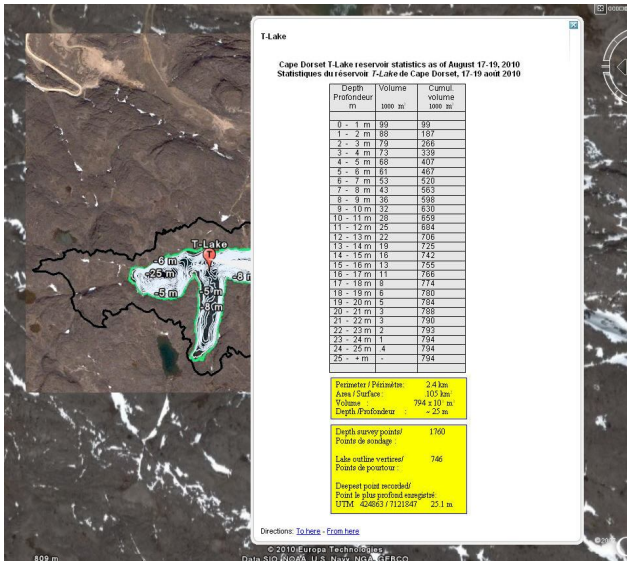 T-Lake
Cape Dorset T-Lake reservoir statistics as of August 17-19, 2010
Statistiques du réservoir T-Lake de Cape Dorset, 17-19 août 2010
Depth Volume Cumul.
Profondeur volume
m 1000 m³ 1000 m³
0 - 1 m 99 99
1 - 2 m 88 187
2 - 3 m 79 266
3 - 4 m 73 339
4 - 5 m 68 407
5 - 6 m 61 467
6 - 7 m 53 520
7 - 8 m 43 563
8 - 9 m 36 598
9 - 10 m 32 630
10 - 11 m 28 659
11 - 12 m 25 684
12 - 13 m 22 706
13 - 14 m 19 725
14 - 15 m 16 742
15 - 16 m 13 755
16 - 17 m 11 766
17 - 18 m 8 774
18 - 19 m 6 780
19 - 20 m 5 784
20 - 21 m 3 788
21 - 22 m 3 790
22 - 23 m 2 793
23 - 24 m 1 794
24 - 25 m .4 794
25 - + m - 794
Perimeter / Périmètre: 2.4 km
Area / Surface: .105 km²
Volume : 794 x 10³ m³
Depth /Profondeur : ~ 25 m
Depth survey points/ 1760
Points de sondage :
Lake outline vertices/ 746
Points de pourtour :
Deepest point recorded/
Point le plus profond enregistré:
UTM 424863 / 7121847 25.1 m
Directions: To here - From here
T-Lake
T
-6 m
-25 m
-5 m
-5 m
-8 m
-8
© 2010 Europa Technologies
Data SIO, NOAA, U.S. Navy, NGA, GEBCO
809 m